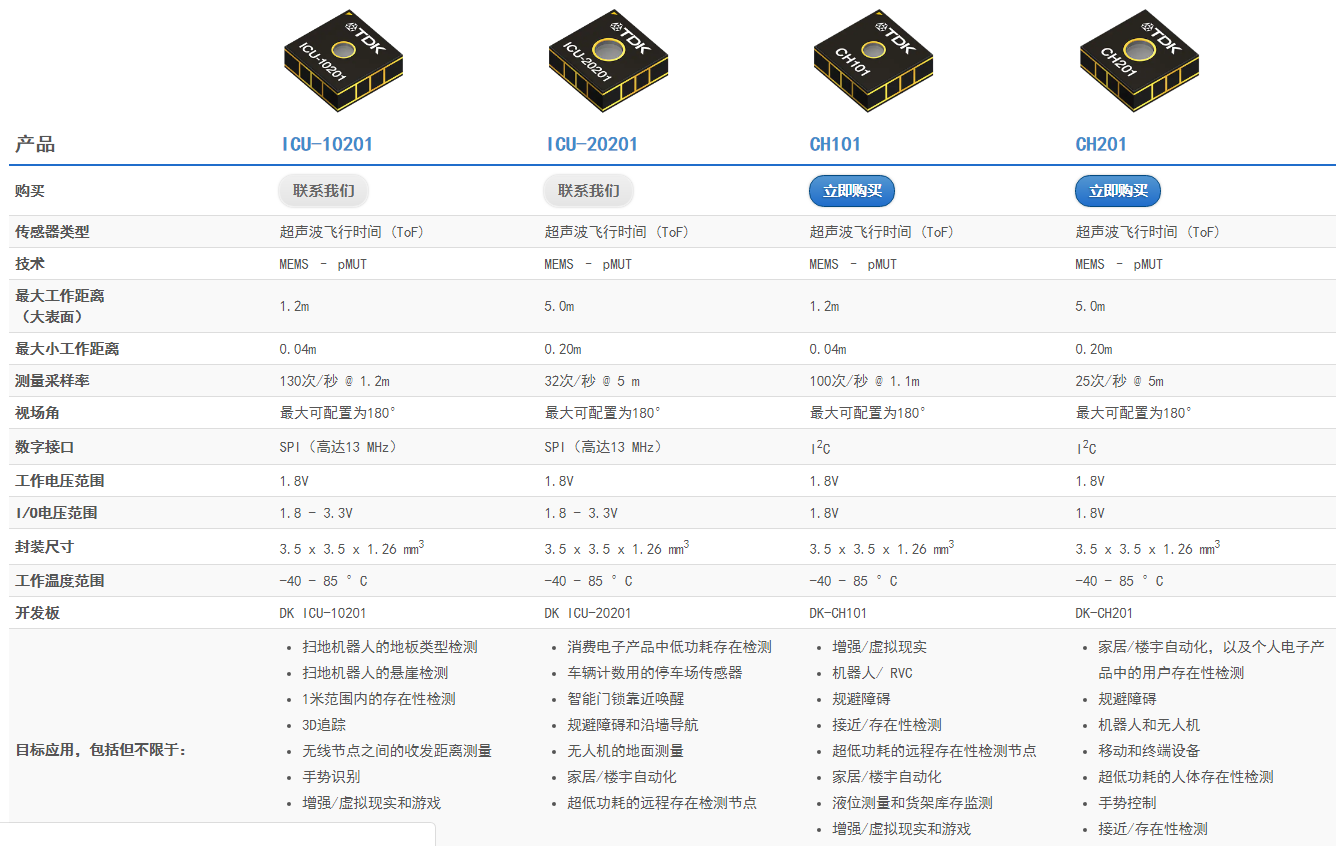 TDK ICU-10201 TDK ICU-20201 TDK CH101 TDK CH201
产品 ICU-10201 ICU-20201 CH101 CH201
购买 联系我们 联系我们 立即购买 立即购买
传感器类型 超声波飞行时间 (ToF) 超声波飞行时间 (ToF) 超声波飞行时间 (ToF) 超声波飞行时间 (ToF)
技术 MEMS – pMUT MEMS – pMUT MEMS – pMUT MEMS – pMUT
最大工作距离
（大表面） 1.2m 5.0m 1.2m 5.0m
最大小工作距离 0.04m 0.20m 0.04m 0.20m
测量采样率 130次/秒 @ 1.2m 32次/秒 @ 5 m 100次/秒 @ 1.1m 25次/秒 @ 5m
视场角 最大可配置为180° 最大可配置为180° 最大可配置为180° 最大可配置为180°
数字接口 SPI（高达13 MHz） SPI（高达13 MHz） I²C I²C
工作电压范围 1.8V 1.8V 1.8V 1.8V
I/O电压范围 1.8 - 3.3V 1.8 - 3.3V 1.8V 1.8V
封装尺寸 3.5 x 3.5 x 1.26 mm³ 3.5 x 3.5 x 1.26 mm³ 3.5 x 3.5 x 1.26 mm³ 3.5 x 3.5 x 1.26 mm³
工作温度范围 -40 - 85 °C -40 - 85 °C -40 - 85 °C -40 - 85 °C
开发板 DK ICU-10201 DK ICU-20201 DK-CH101 DK-CH201
目标应用，包括但不限于：
• 扫地机器人的地板类型检测
• 扫地机器人的悬崖检测
• 1米范围内的存在性检测
• 3D追踪
• 无线节点之间的收发距离测量
• 手势识别
• 增强/虚拟现实和游戏
• 消费电子产品中低功耗存在检测
• 车辆计数用的停车场传感器
• 智能门锁靠近唤醒
• 规避障碍和沿墙导航
• 无人机的地面测量
• 家居/楼宇自动化
• 超低功耗的远程存在检测节点
• 增强/虚拟现实
• 机器人/ RVC
• 规避障碍
• 接近/存在性检测
• 超低功耗的远程存在性检测节点
• 家居/楼宇自动化
• 液位测量和货架库存监测
• 增强/虚拟现实和游戏
• 家居/楼宇自动化，以及个人电子产
品中的用户存在性检测
• 规避障碍
• 机器人和无人机
• 移动和终端设备
• 超低功耗的人体存在性检测
• 手势控制
• 接近/存在性检测